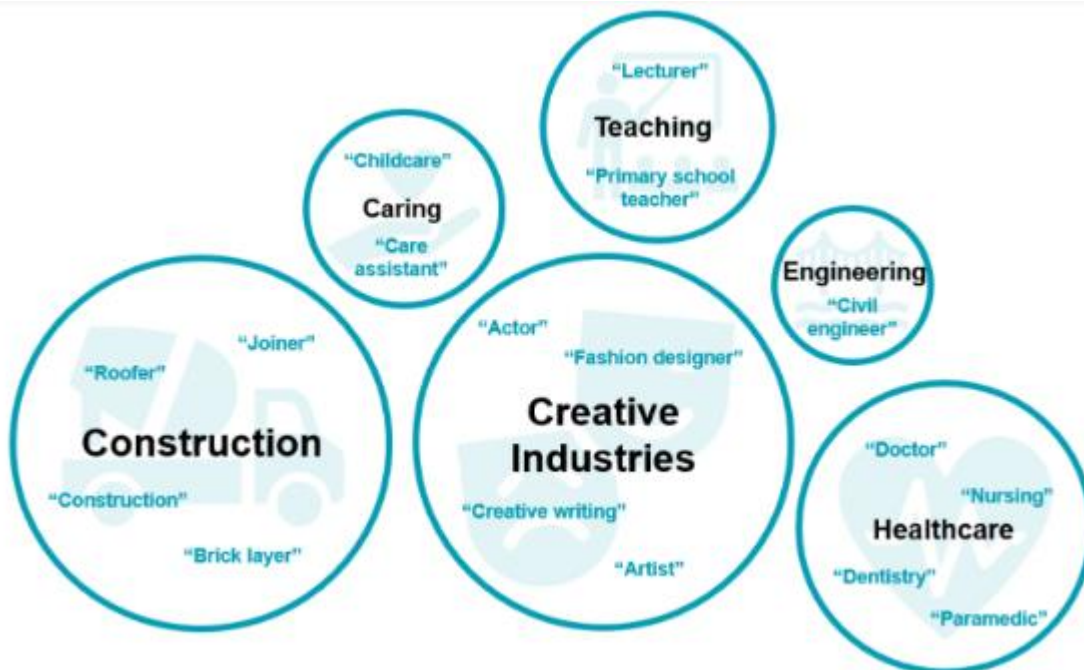 “Lecturer”
Teaching
“Primary school
teacher”
“Childcare”
Caring
“Care
assistant”
Engineering
“Civil
engineer”
“Joiner”
“Roofer”
Construction
“Construction”
“Brick layer”
“Actor”
“Fashion designer”
Creative
Industries
“Creative writing”
“Artist”
“Doctor”
“Nursing”
Healthcare
“Dentistry”
“Paramedic”